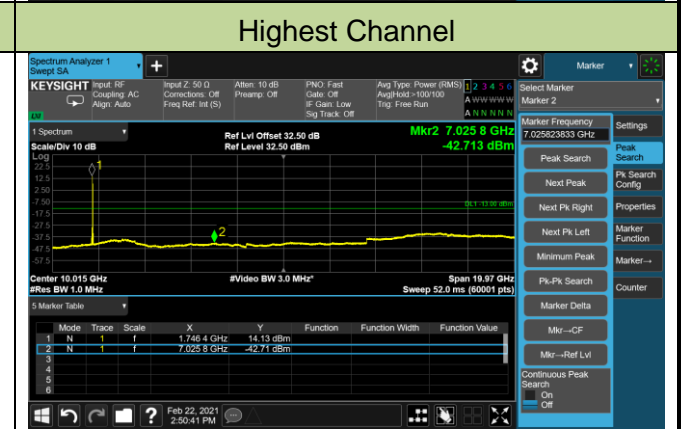 Highest Channel
Spectrum Analyzer 1
Swept SA
+
Marker
KEYSIGHT
Input: RF
Coupling: AC
Align: Auto
Input Z: 50 Ω
Corrections: Off
Freq Ref: Int (S)
Atten: 10 dB
Preamp: Off
PNO: Fast
Gate: Off
IF Gain: Low
Sig Track: Off
Avg Type: Power (RMS)
Avg|Hold:>100/100
Trig: Free Run
1 2 3 4 5 6
A W W W W W
A N N N N N
LXI
Select Marker
Marker 2
1 Spectrum
Scale/Div 10 dB
Ref Lvl Offset 32.50 dB
Ref Level 32.50 dBm
Mkr2 7.025 8 GHz
-42.713 dBm
Log
22.5
12.5
2.50
-7.50
-17.5
-27.5
-37.5
-47.5
-57.5
1
2
DL1 -13.00 dBm
Center 10.015 GHz
#Res BW 1.0 MHz
#Video BW 3.0 MHz*
Span 19.97 GHz
Sweep 52.0 ms (60001 pts)
5 Marker Table
Mode Trace Scale X Y Function Function Width Function Value
1 N 1 f 1.746 4 GHz 14.13 dBm
2 N 1 f 7.025 8 GHz -42.71 dBm
3
4
5
6
Marker Frequency
7.025823833 GHz
Peak Search
Next Peak
Next Pk Right
Next Pk Left
Minimum Peak
Pk-Pk Search
Marker Delta
Mkr→CF
Mkr→Ref Lvl
Continuous Peak
Search
On
Off
Settings
Peak
Search
Pk Search
Config
Properties
Marker
Function
Marker→
Counter
?
Feb 22, 2021
2:50:41 PM